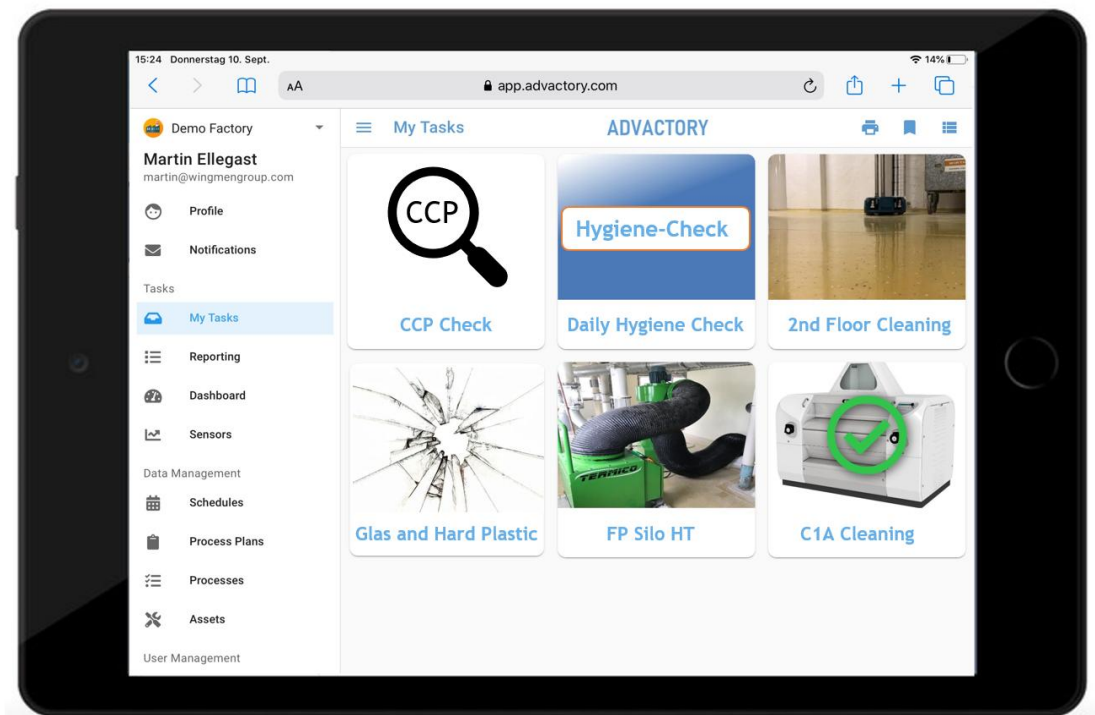 15:24 Donnerstag 10. Sept.
14%
AA
app.advactory.com
Demo Factory
My Tasks
ADVACTORY
Martin Ellegast
martin@wingmengroup.com
Profile
Notifications
Tasks
My Tasks
Reporting
Dashboard
Sensors
Data Management
Schedules
Process Plans
Processes
Assets
User Management
CCP
CCP Check
Hygiene-Check
Daily Hygiene Check
2nd Floor Cleaning
Glas and Hard Plastic
TERMICO
FP Silo HT
C1A Cleaning